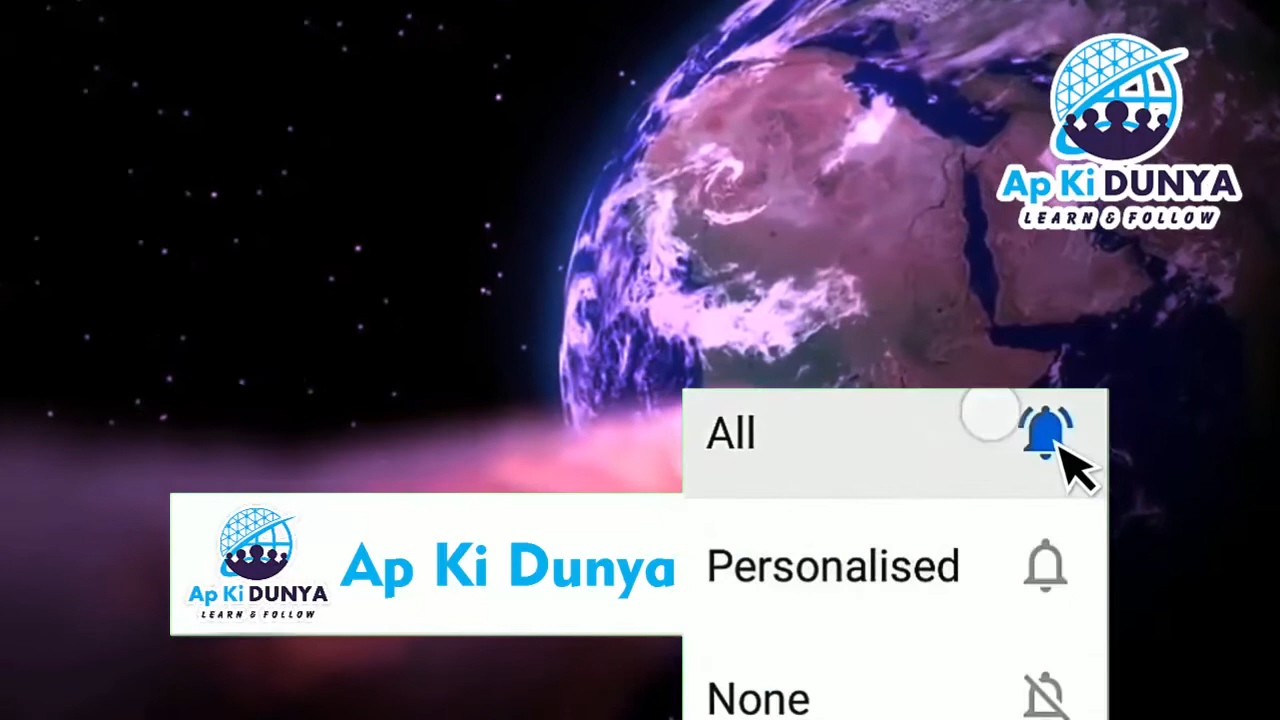 Ap Ki DUNYA
LEARN & FOLLOW
All
Ap Ki Dunya
Ap Ki DUNYA
LEARN & FOLLOW
Personalised
None